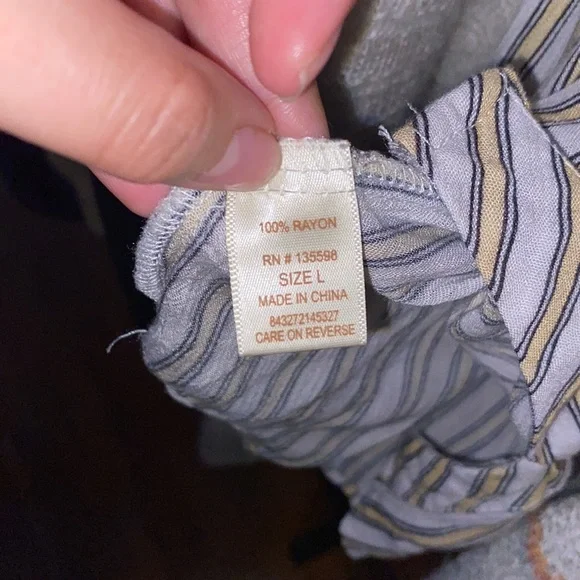 100% RAYON
RN # 135598
SIZE L
MADE IN CHINA
843272145327
CARE ON REVERSE